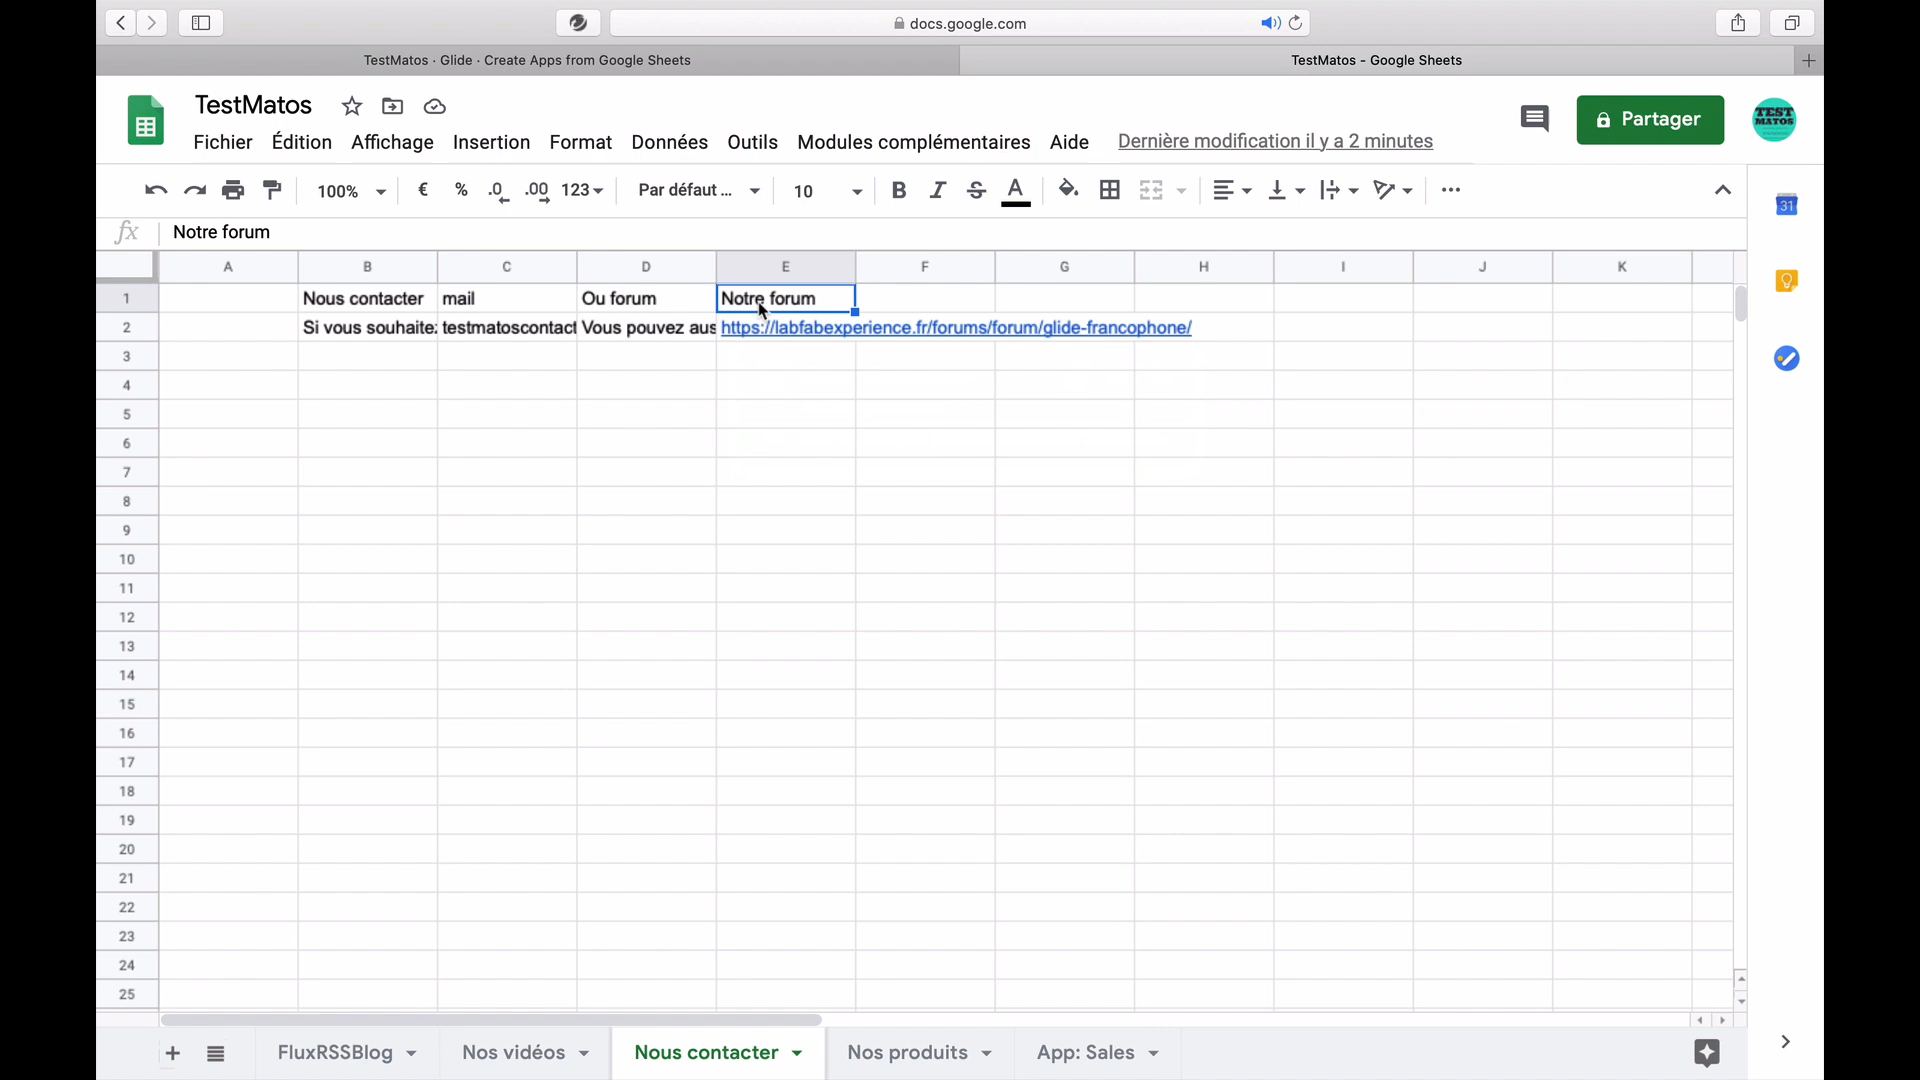 docs.google.com
TestMatos · Glide · Create Apps from Google Sheets
TestMatos - Google Sheets
TestMatos
Fichier Édition Affichage Insertion Format Données Outils Modules complémentaires Aide Dernière modification il y a 2 minutes
Partager
TEST MATOS
100% € % .0 .00 123 Par défaut ... 10 B I S A
31
fx Notre forum
A B C D E F G H I J K
1 Nous contacter mail Ou forum Notre forum
2 Si vous souhaite testmatoscontact Vous pouvez aus https://labfabexperience.fr/forums/forum/glide-francophone/
3
4
5
6
7
8
9
10
11
12
13
14
15
16
17
18
19
20
21
22
23
24
25
FluxRSSBlog Nos vidéos Nous contacter Nos produits App: Sales